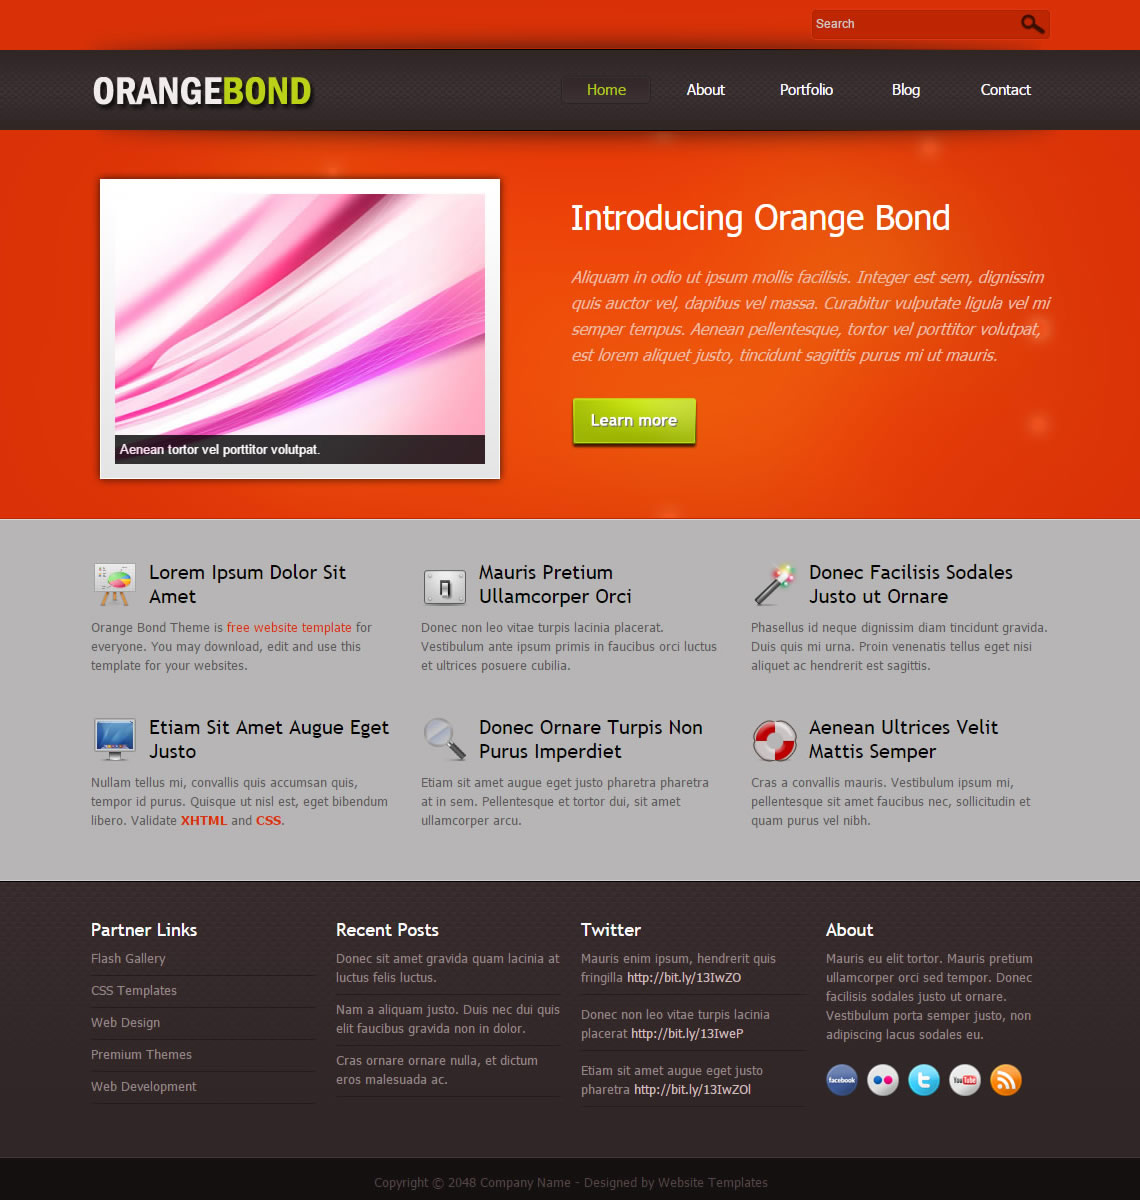 Search
ORANGEBOND
Home About Portfolio Blog Contact
Introducing Orange Bond
Aliquam in odio ut ipsum mollis facilisis. Integer est sem, dignissim
quis auctor vel, dapibus vel massa. Curabitur vulputate ligula vel mi
semper tempus. Aenean pellentesque, tortor vel porttitor volutpat,
est lorem aliquet justo, tincidunt sagittis purus mi ut mauris.
Learn more
Aenean tortor vel porttitor volutpat.
Lorem Ipsum Dolor Sit
Amet
Orange Bond Theme is free website template for
everyone. You may download, edit and use this
template for your websites.
Mauris Pretium
Ullamcorper Orci
Donec non leo vitae turpis lacinia placerat.
Vestibulum ante ipsum primis in faucibus orci luctus
et ultrices posuere cubilia.
Donec Facilisis Sodales
Justo ut Ornare
Phasellus id neque dignissim diam tincidunt gravida.
Duis quis mi urna. Proin venenatis tellus eget nisi
aliquet ac hendrerit est sagittis.
Etiam Sit Amet Augue Eget
Justo
Nullam tellus mi, convallis quis accumsan quis,
tempor id purus. Quisque ut nisl est, eget bibendum
libero. Validate XHTML and CSS.
Donec Ornare Turpis Non
Purus Imperdiet
Etiam sit amet augue eget justo pharetra pharetra
at in sem. Pellentesque et tortor dui, sit amet
ullamcorper arcu.
Aenean Ultrices Velit
Mattis Semper
Cras a convallis mauris. Vestibulum ipsum mi,
pellentesque sit amet faucibus nec, sollicitudin et
quam purus vel nibh.
Partner Links
Flash Gallery
CSS Templates
Web Design
Premium Themes
Web Development
Recent Posts
Donec sit amet gravida quam lacinia at
luctus felis luctus.
Nam a aliquam justo. Duis nec dui quis
elit faucibus gravida non in dolor.
Cras ornare ornare nulla, et dictum
eros malesuada ac.
Twitter
Mauris enim ipsum, hendrerit quis
fringilla http://bit.ly/13IwZO
Donec non leo vitae turpis lacinia
placerat http://bit.ly/13IweP
Etiam sit amet augue eget justo
pharetra http://bit.ly/13IwZOl
About
Mauris eu elit tortor. Mauris pretium
ullamcorper orci sed tempor. Donec
facilisis sodales justo ut ornare.
Vestibulum porta semper justo, non
adipiscing lacus sodales eu.
facebook
t
You Tube
Copyright © 2048 Company Name - Designed by Website Templates